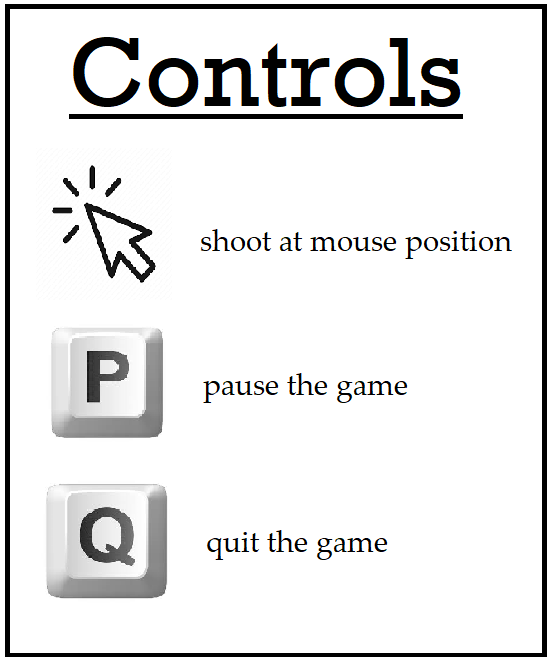 Controls
shoot at mouse position
P
pause the game
Q
quit the game